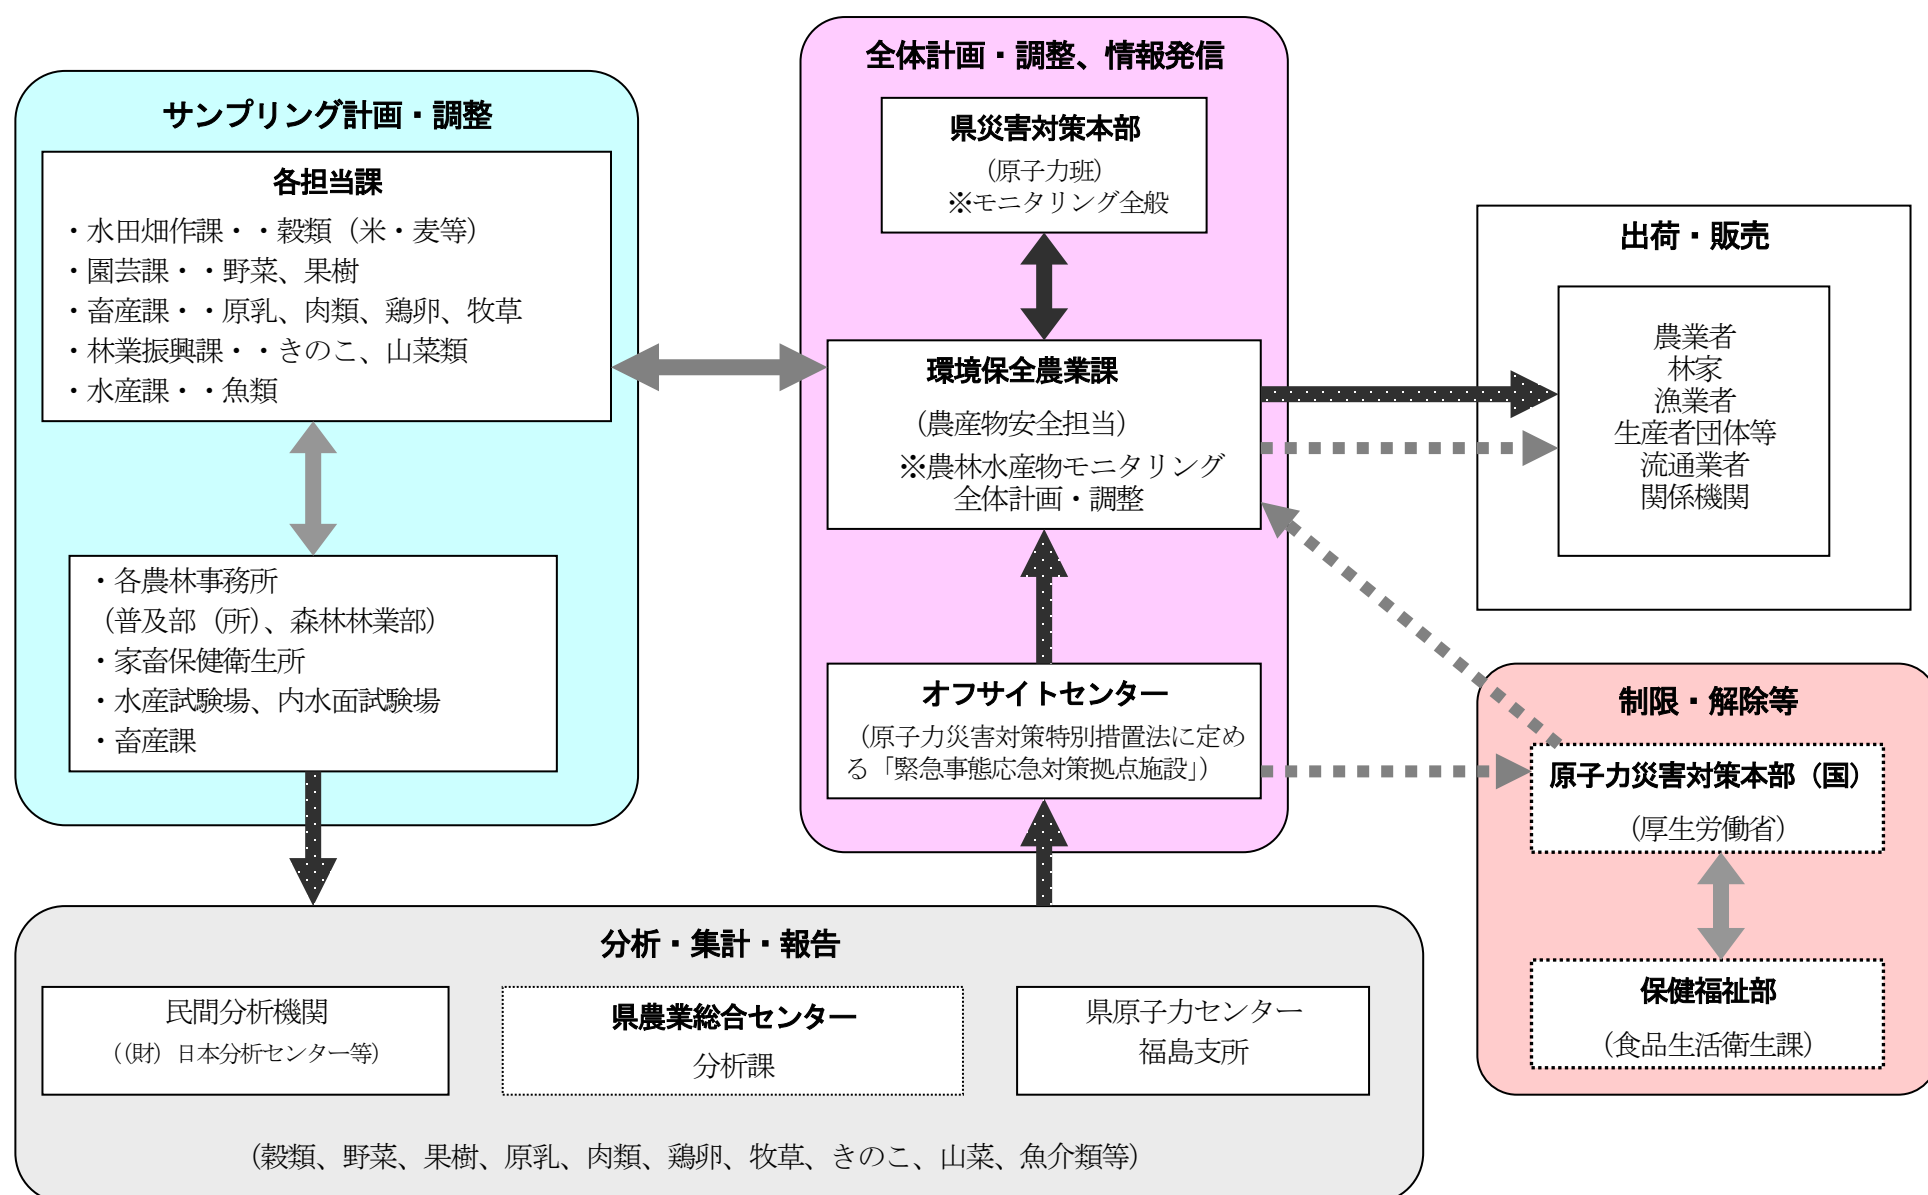 サンプリング計画・調整
各担当課
・水田畑作課・・穀類（米・麦等）
・園芸課・・野菜、果樹
・畜産課・・原乳、肉類、鶏卵、牧草
・林業振興課・・きのこ、山菜類
・水産課・・魚類
・各農林事務所
（普及部（所）、森林林業部）
・家畜保健衛生所
・水産試験場、内水面試験場
・畜産課
全体計画・調整、情報発信
県災害対策本部
（原子力班）
※モニタリング全般
環境保全農業課
（農産物安全担当）
※農林水産物モニタリング
全体計画・調整
オフサイトセンター
（原子力災害対策特別措置法に定め
る「緊急事態応急対策拠点施設」）
出荷・販売
農業者
林家
漁業者
生産者団体等
流通業者
関係機関
制限・解除等
原子力災害対策本部（国）
（厚生労働省）
保健福祉部
（食品生活衛生課）
分析・集計・報告
民間分析機関
（（財）日本分析センター等）
県農業総合センター
分析課
県原子力センター
福島支所
（穀類、野菜、果樹、原乳、肉類、鶏卵、牧草、きのこ、山菜、魚介類等）